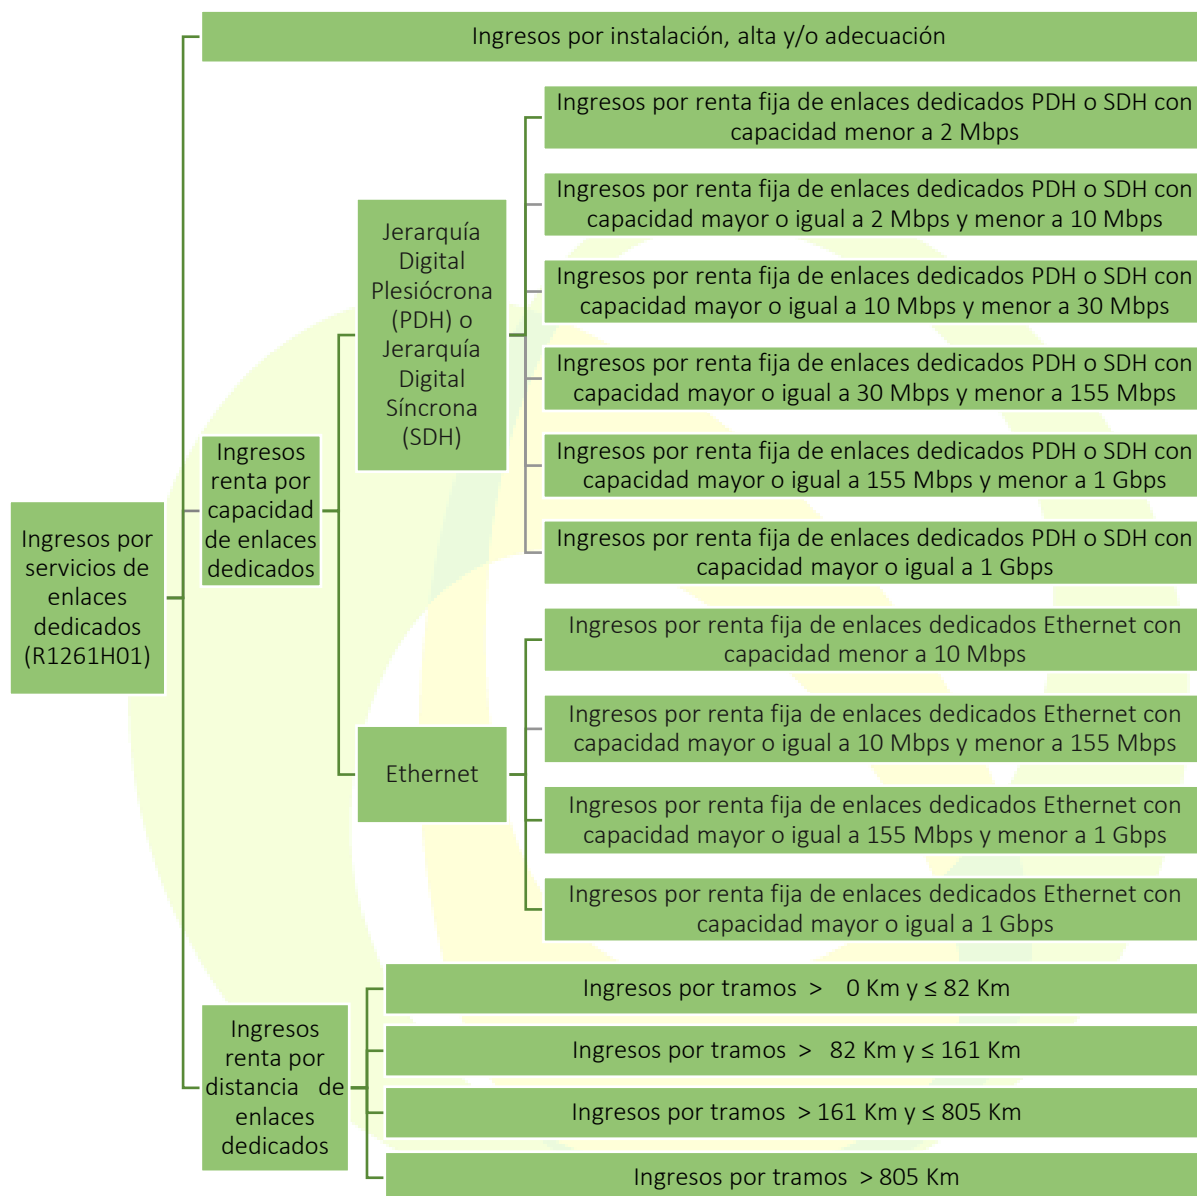 Ingresos por instalación, alta y/o adecuación
Ingresos por renta fija de enlaces dedicados PDH o SDH con
capacidad menor a 2 Mbps
Ingresos por renta fija de enlaces dedicados PDH o SDH con
capacidad mayor o igual a 2 Mbps y menor a 10 Mbps
Jerarquía
Digital
Plesiócrona
(PDH) o
Jerarquía
Digital
Síncrona
(SDH)
Ingresos por renta fija de enlaces dedicados PDH o SDH con
capacidad mayor o igual a 10 Mbps y menor a 30 Mbps
Ingresos por renta fija de enlaces dedicados PDH o SDH con
capacidad mayor o igual a 30 Mbps y menor a 155 Mbps
Ingresos
renta por
capacidad
de enlaces
dedicados
Ingresos por renta fija de enlaces dedicados PDH o SDH con
capacidad mayor o igual a 155 Mbps y menor a 1 Gbps
Ingresos por
servicios de
enlaces
dedicados
(R1261H01)
Ingresos por renta fija de enlaces dedicados PDH o SDH con
capacidad mayor o igual a 1 Gbps
Ingresos por renta fija de enlaces dedicados Ethernet con
capacidad menor a 10 Mbps
Ingresos por renta fija de enlaces dedicados Ethernet con
capacidad mayor o igual a 10 Mbps y menor a 155 Mbps
Ethernet
Ingresos por renta fija de enlaces dedicados Ethernet con
capacidad mayor o igual a 155 Mbps y menor a 1 Gbps
Ingresos por renta fija de enlaces dedicados Ethernet con
capacidad mayor o igual a 1 Gbps
Ingresos
renta por
distancia de
enlaces
dedicados
Ingresos por tramos > 0 Km y ≤ 82 Km
Ingresos por tramos > 82 Km y ≤ 161 Km
Ingresos por tramos > 161 Km y ≤ 805 Km
Ingresos por tramos > 805 Km